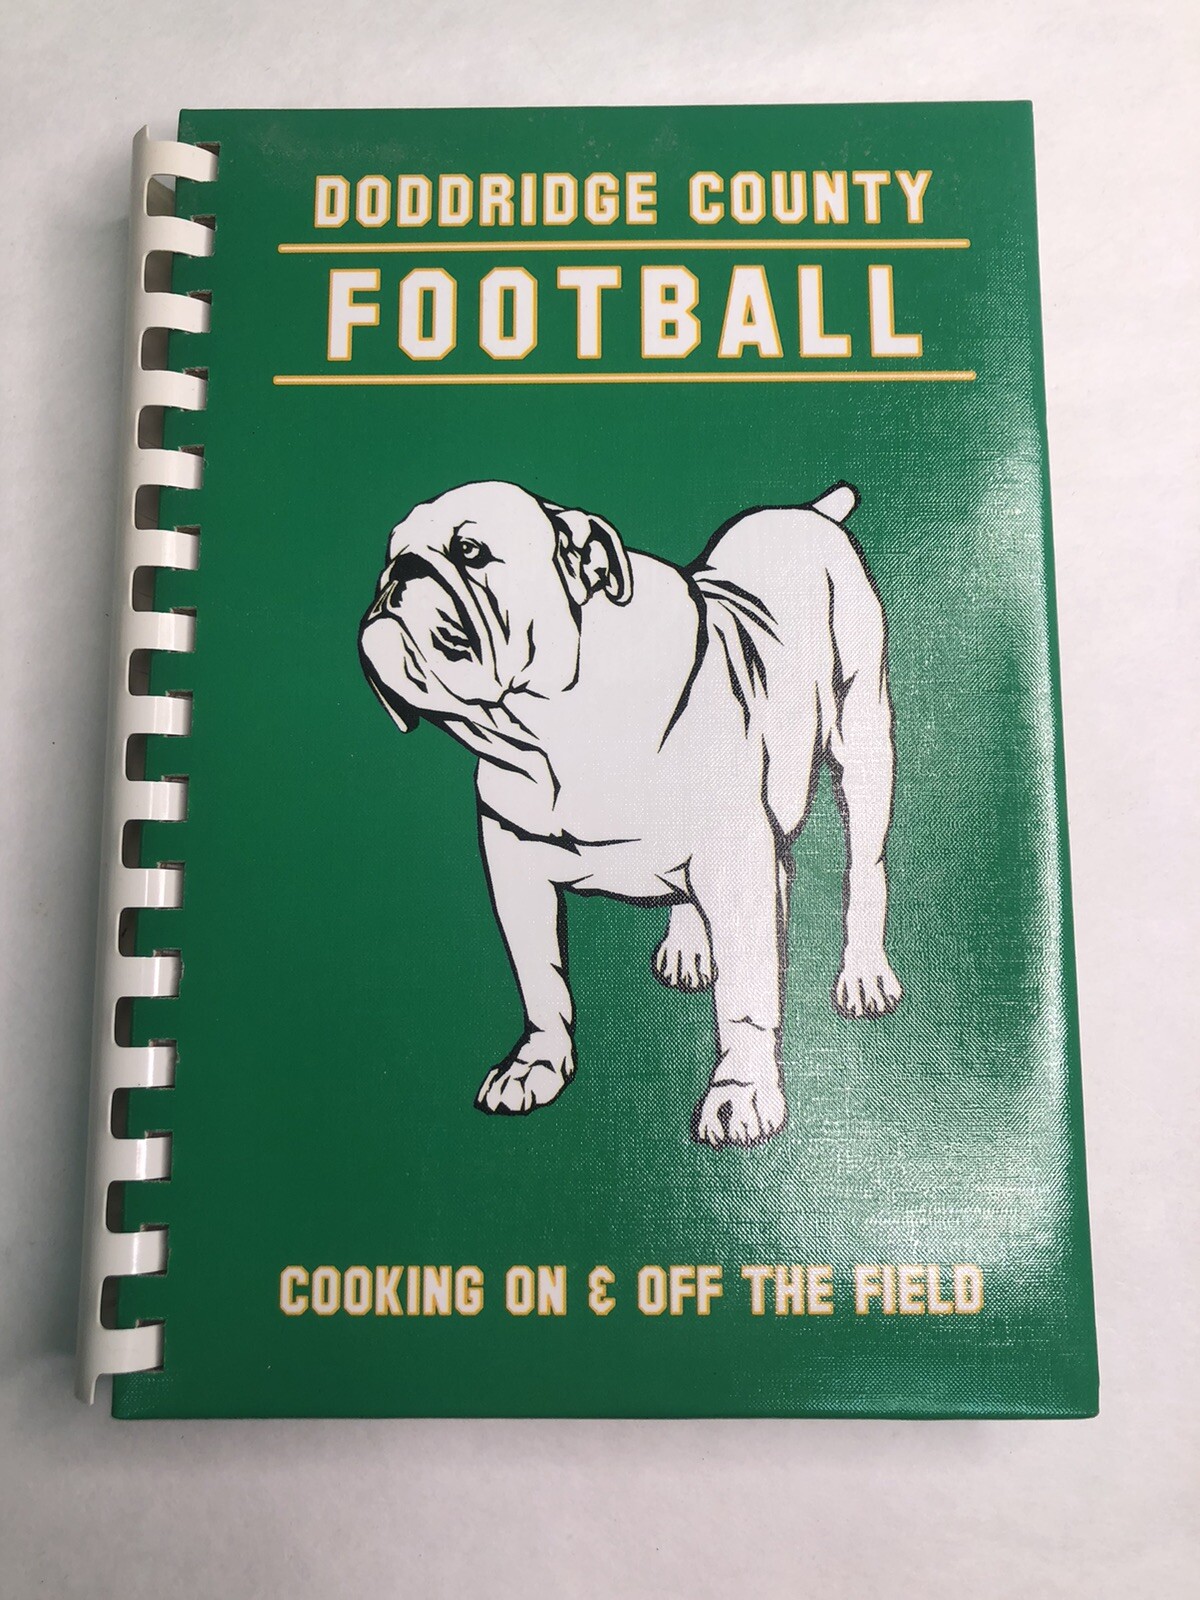 DODDRIDGE COUNTY
FOOTBALL
COOKING ON & OFF THE FIELD